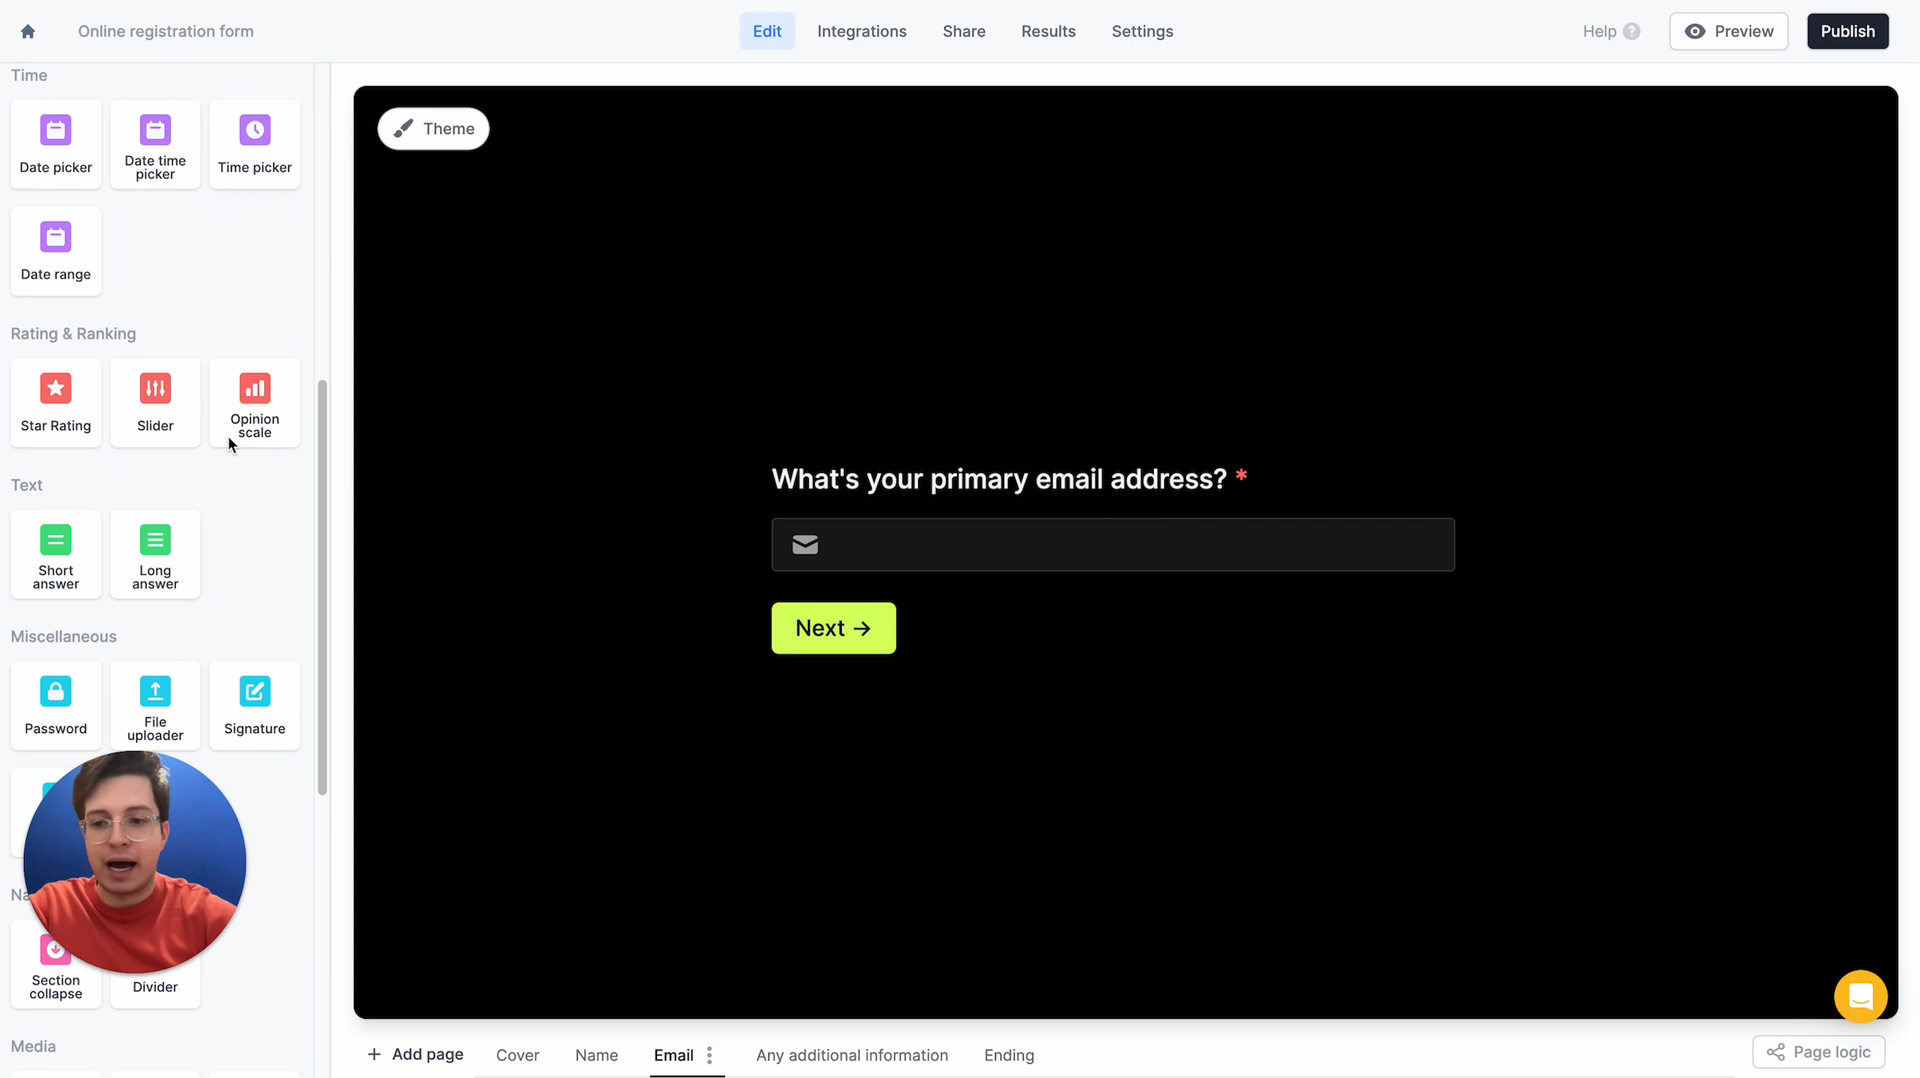 Online registration form
Edit
Integrations
Share
Results
Settings
Help ?
Preview
Publish
Time
Date picker
Date time
picker
Time picker
Date range
Rating & Ranking
Star Rating
Slider
Opinion
scale
Text
Short
answer
Long
answer
Miscellaneous
Password
File
uploader
Signature
Section
collapse
Divider
Media
Theme
What's your primary email address? *
Next →
+ Add page
Cover
Name
Email
Any additional information
Ending
Page logic